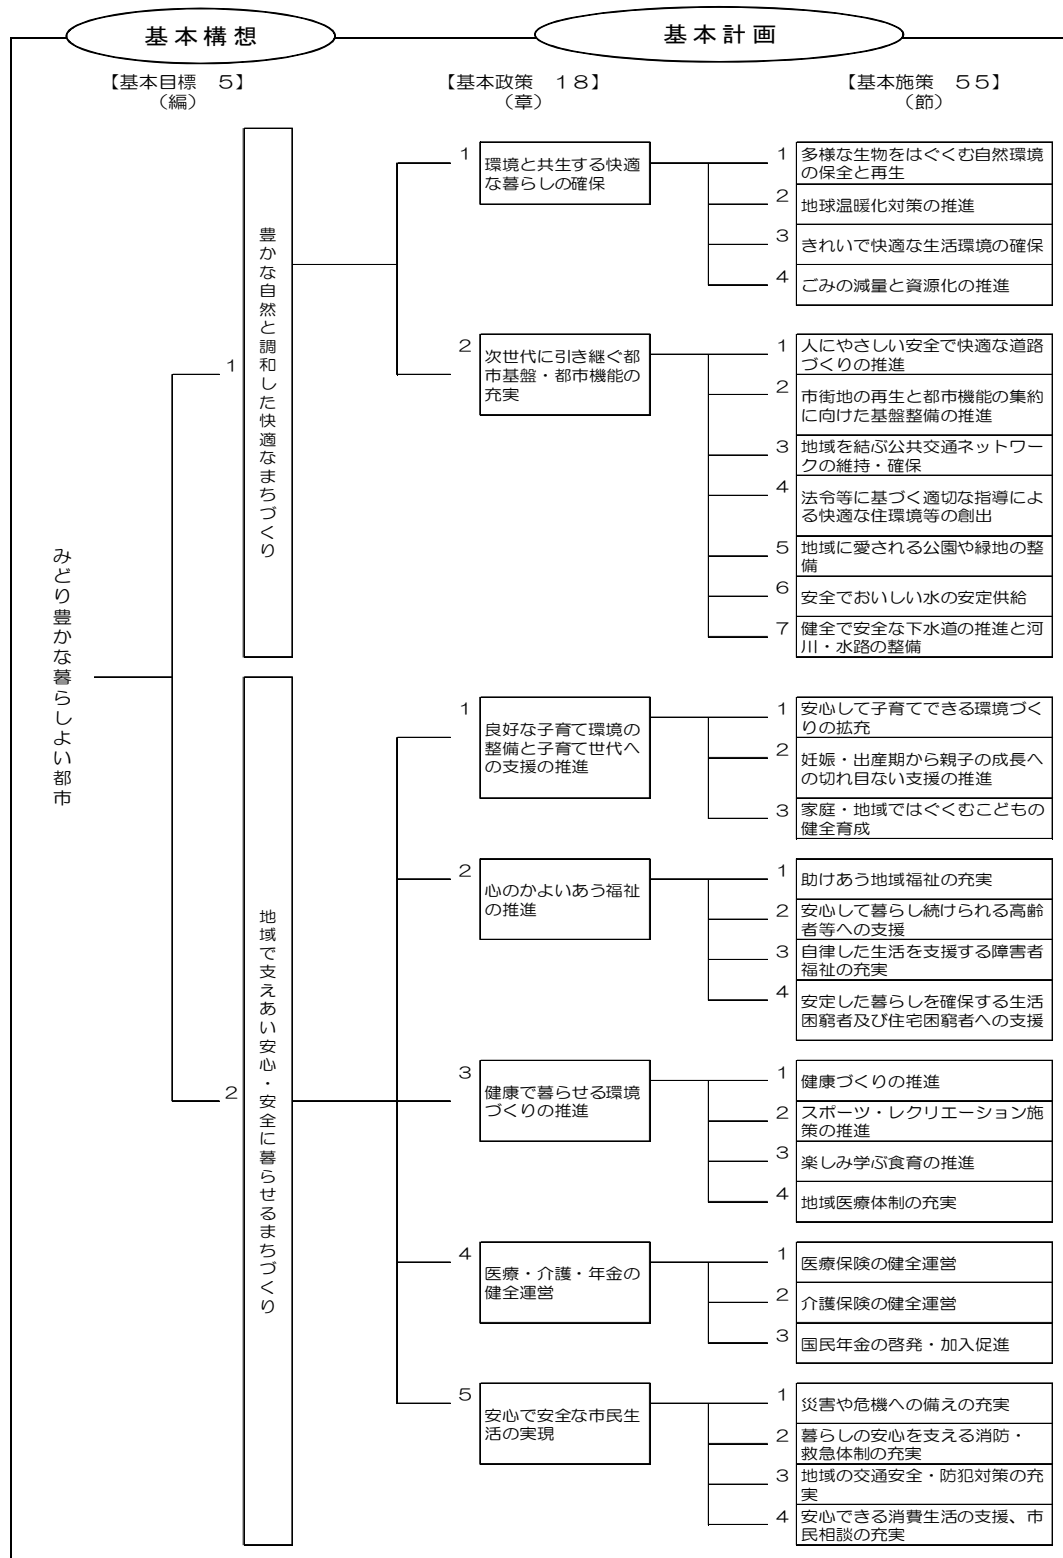 基本構想
基本計画
【基本目標 5】
（編）
【基本政策 18】
（章）
【基本施策 55】
（節）
みどり豊かな暮らしよい都市
1
豊かな自然と調和した快適なまちづくり
1
環境と共生する快適
な暮らしの確保
1
多様な生物をはぐくむ自然環境
の保全と再生
2
地球温暖化対策の推進
3
きれいで快適な生活環境の確保
4
ごみの減量と資源化の推進
2
次世代に引き継ぐ都
市基盤・都市機能の
充実
1
人にやさしい安全で快適な道路
づくりの推進
2
市街地の再生と都市機能の集約
に向けた基盤整備の推進
3
地域を結ぶ公共交通ネットワー
クの維持・確保
4
法令等に基づく適切な指導によ
る快適な住環境等の創出
5
地域に愛される公園や緑地の整
備
6
安全でおいしい水の安定供給
7
健全で安全な下水道の推進と河
川・水路の整備
2
地域で支えあい安心・安全に暮らせるまちづくり
1
良好な子育て環境の
整備と子育て世代へ
の支援の推進
1
安心して子育てできる環境づく
りの拡充
2
妊娠・出産期から親子の成長へ
の切れ目ない支援の推進
3
家庭・地域ではぐくむこどもの
健全育成
2
心のかよいあう福祉
の推進
1
助けあう地域福祉の充実
2
安心して暮らし続けられる高齢
者等への支援
3
自律した生活を支援する障害者
福祉の充実
4
安定した暮らしを確保する生活
困窮者及び住宅困窮者への支援
3
健康で暮らせる環境
づくりの推進
1
健康づくりの推進
2
スポーツ・レクリエーション施
策の推進
3
楽しみ学ぶ食育の推進
4
地域医療体制の充実
4
医療・介護・年金の
健全運営
1
医療保険の健全運営
2
介護保険の健全運営
3
国民年金の啓発・加入促進
5
安心で安全な市民生
活の実現
1
災害や危機への備えの充実
2
暮らしの安心を支える消防・
救急体制の充実
3
地域の交通安全・防犯対策の充
実
4
安心できる消費生活の支援、市
民相談の充実